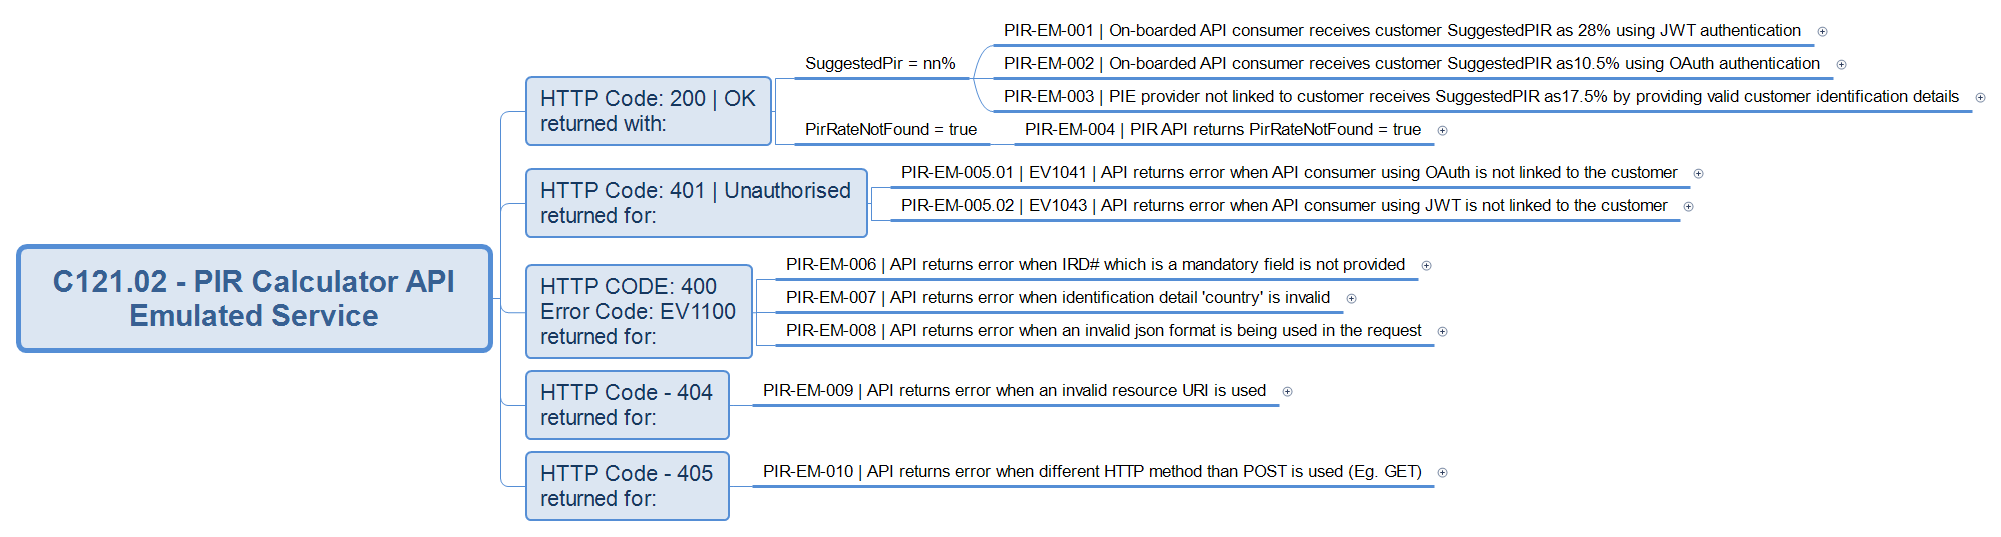 C121.02 - PIR Calculator API
Emulated Service
HTTP Code: 200 | OK
returned with:
SuggestedPir = nn%
PIR-EM-001 | On-boarded API consumer receives customer SuggestedPIR as 28% using JWT authentication
PIR-EM-002 | On-boarded API consumer receives customer SuggestedPIR as10.5% using OAuth authentication
PIR-EM-003 | PIE provider not linked to customer receives SuggestedPIR as17.5% by providing valid customer identification details
PirRateNotFound = true
PIR-EM-004 | PIR API returns PirRateNotFound = true
HTTP Code: 401 | Unauthorised
returned for:
PIR-EM-005.01 | EV1041 | API returns error when API consumer using OAuth is not linked to the customer
PIR-EM-005.02 | EV1043 | API returns error when API consumer using JWT is not linked to the customer
HTTP CODE: 400
Error Code: EV1100
returned for:
PIR-EM-006 | API returns error when IRD# which is a mandatory field is not provided
PIR-EM-007 | API returns error when identification detail 'country' is invalid
PIR-EM-008 | API returns error when an invalid json format is being used in the request
HTTP Code - 404
returned for:
PIR-EM-009 | API returns error when an invalid resource URI is used
HTTP Code - 405
returned for:
PIR-EM-010 | API returns error when different HTTP method than POST is used (Eg. GET)